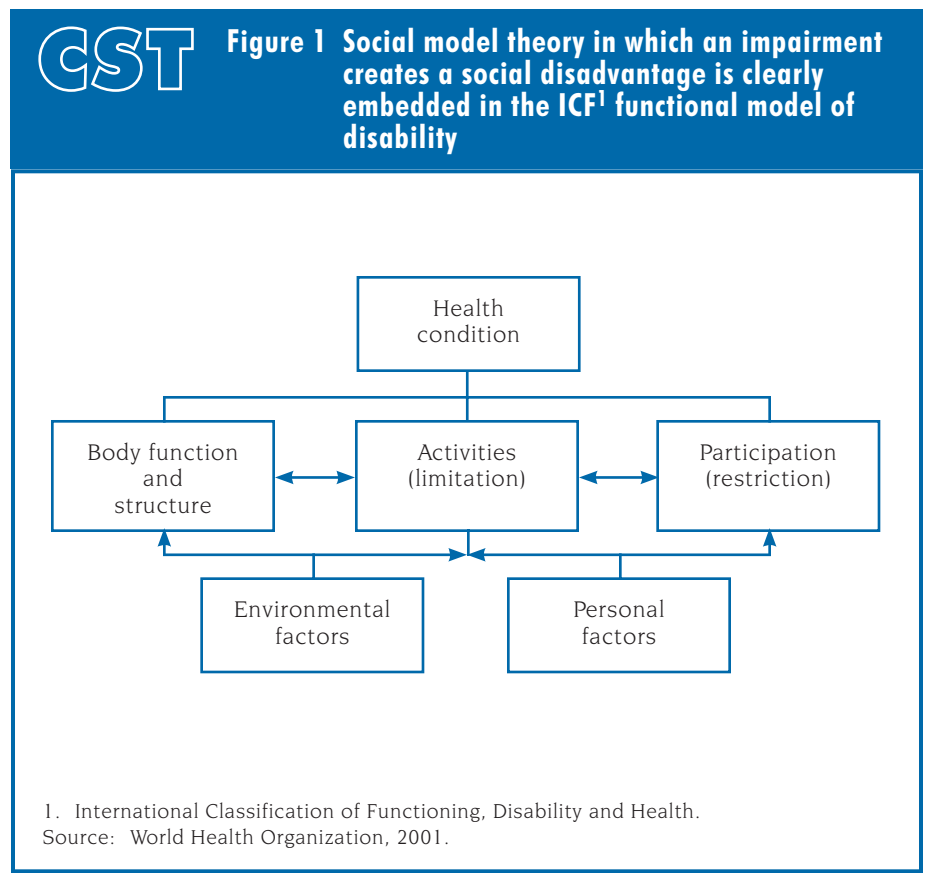 CST
Figure 1 Social model theory in which an impairment
creates a social disadvantage is clearly
embedded in the ICF1 functional model of
disability
Health
condition
Body function
and
structure
Activities
(limitation)
Participation
(restriction)
Environmental
factors
Personal
factors
1. International Classification of Functioning, Disability and Health.
Source: World Health Organization, 2001.